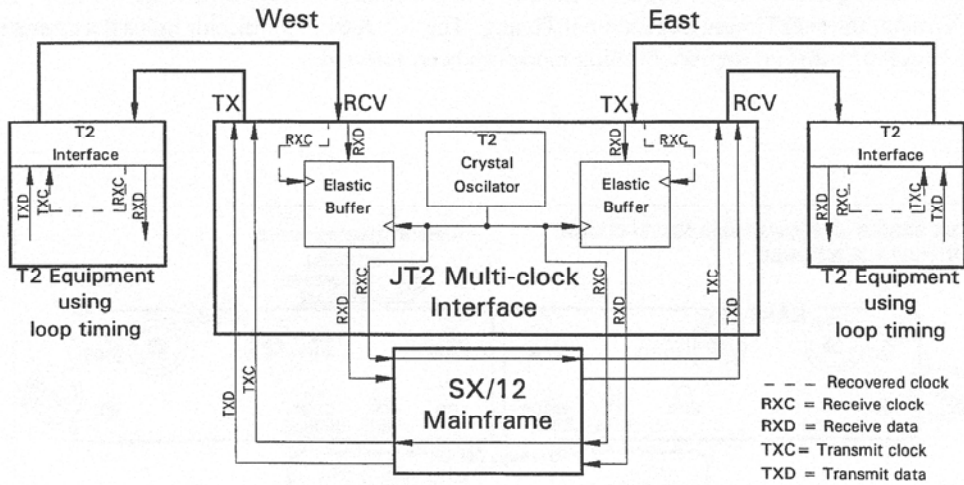 West
East
TX
RCV
TX
RCV
T2
Interface
TXD
TXC
RXC
RXD
T2 Equipment
using
loop timing
RXC
RXD
Elastic
Buffer
T2
Crystal
Oscilator
RXD
RXC
Elastic
Buffer
T2
Interface
RXD
RXC
TXC
TXD
T2 Equipment
using
loop timing
JT2 Multi-clock
Interface
RXD
RXC
RXC
RXD
TXC
TXD
TXD
TXC
SX/12
Mainframe
Recovered clock
RXC = Receive clock
RXD = Receive data
TXC= Transmit clock
TXD = Transmit data